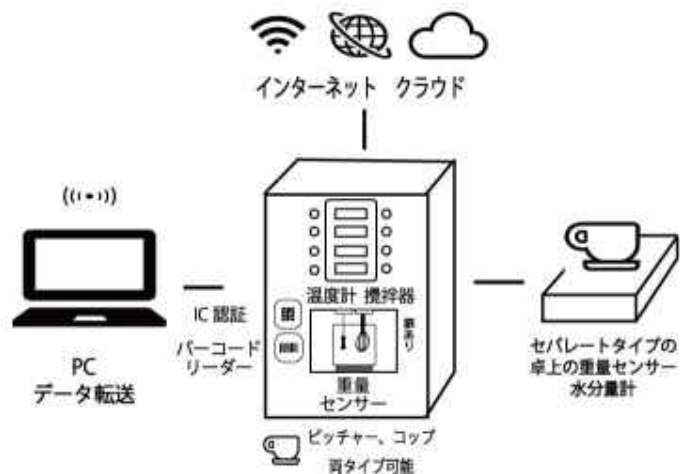 インターネット クラウド
温度計 攪拌器
扉あり
IC 認証
バーコード
リーダー
重量
センサー
PC
データ転送
セパレートタイプの
卓上の重量センサー
水分量計
ピッチャー、コップ
両タイプ可能